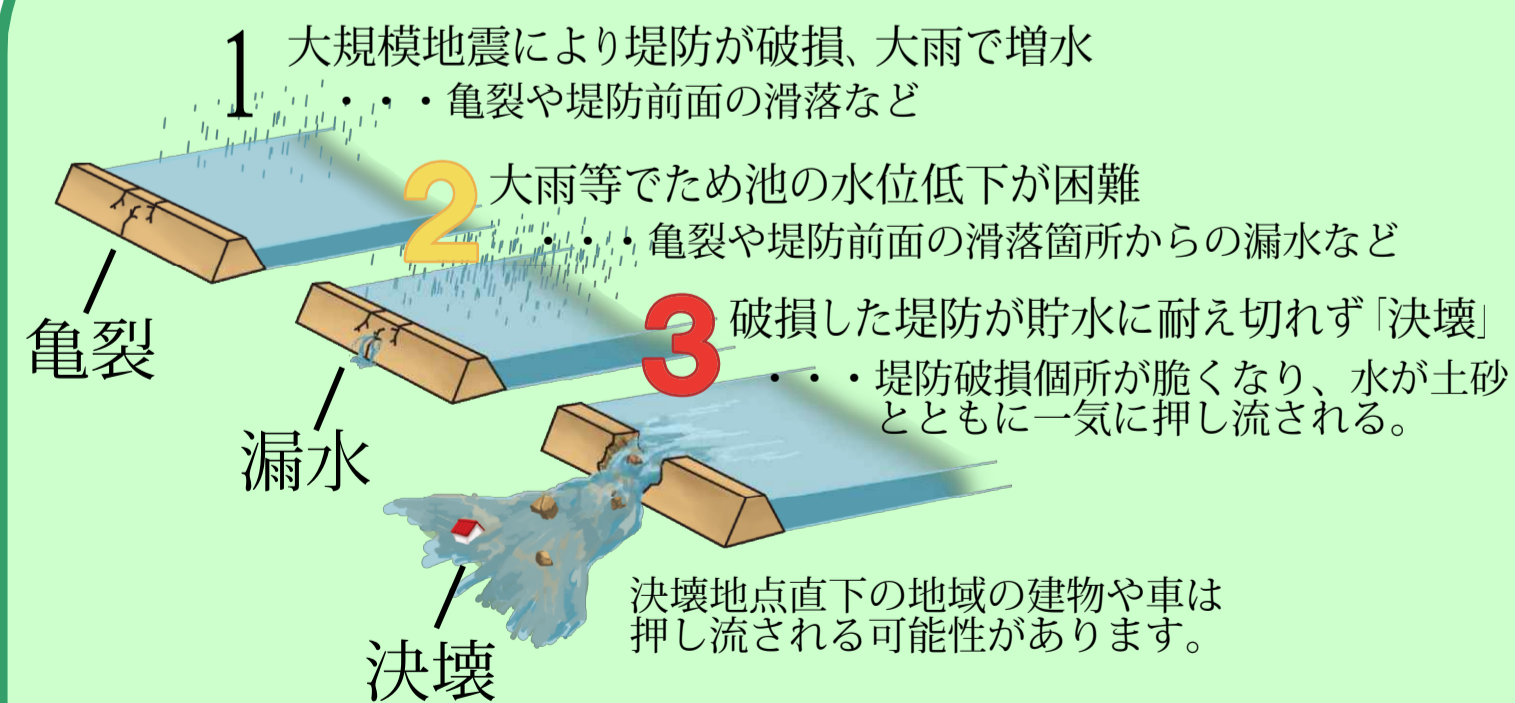 1 大規模地震により堤防が破損、大雨で増水
・・・亀裂や堤防前面の滑落など
2 大雨等でため池の水位低下が困難
・・・亀裂や堤防前面の滑落箇所からの漏水など
亀裂
3 破損した堤防が貯水に耐え切れず「決壊」
・・・堤防破損個所が脆くなり、水が土砂
とともに一気に押し流される。
漏水
決壊地点直下の地域の建物や車は
押し流される可能性があります。
決壊